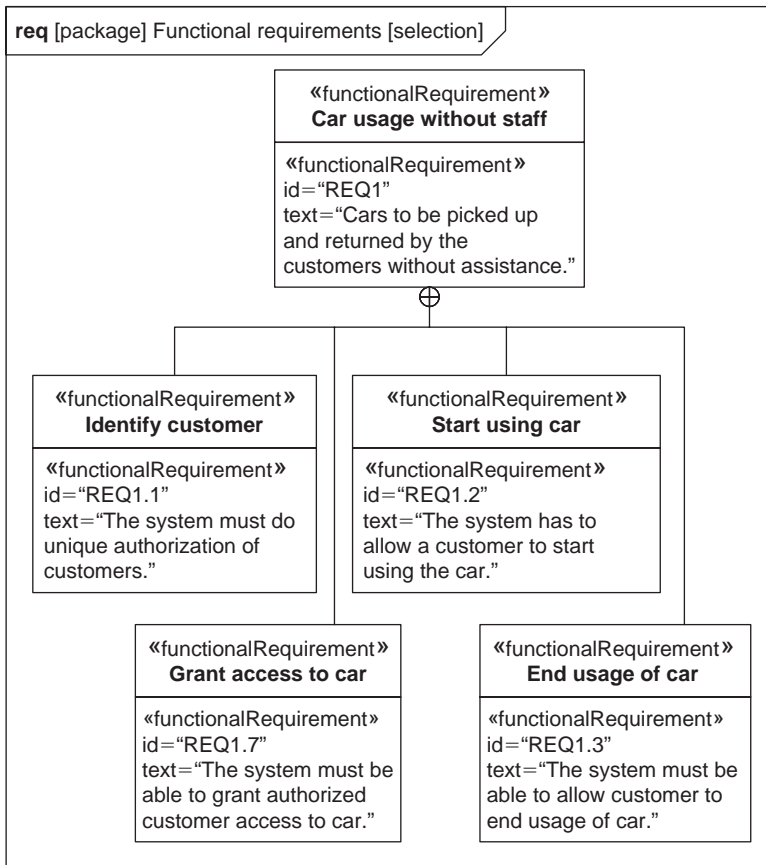 req [package] Functional requirements [selection]
«functionalRequirement»
Car usage without staff
«functionalRequirement»
id=“REQ1”
text=“Cars to be picked up
and returned by the
customers without assistance.”
«functionalRequirement»
Identify customer
«functionalRequirement»
id=“REQ1.1”
text=“The system must do
unique authorization of
customers.”
«functionalRequirement»
Start using car
«functionalRequirement»
id=“REQ1.2”
text=“The system has to
allow a customer to start
using the car.”
«functionalRequirement»
Grant access to car
«functionalRequirement»
id=“REQ1.7”
text=“The system must be
able to grant authorized
customer access to car.”
«functionalRequirement»
End usage of car
«functionalRequirement»
id=“REQ1.3”
text=“The system must be
able to allow customer to
end usage of car.”